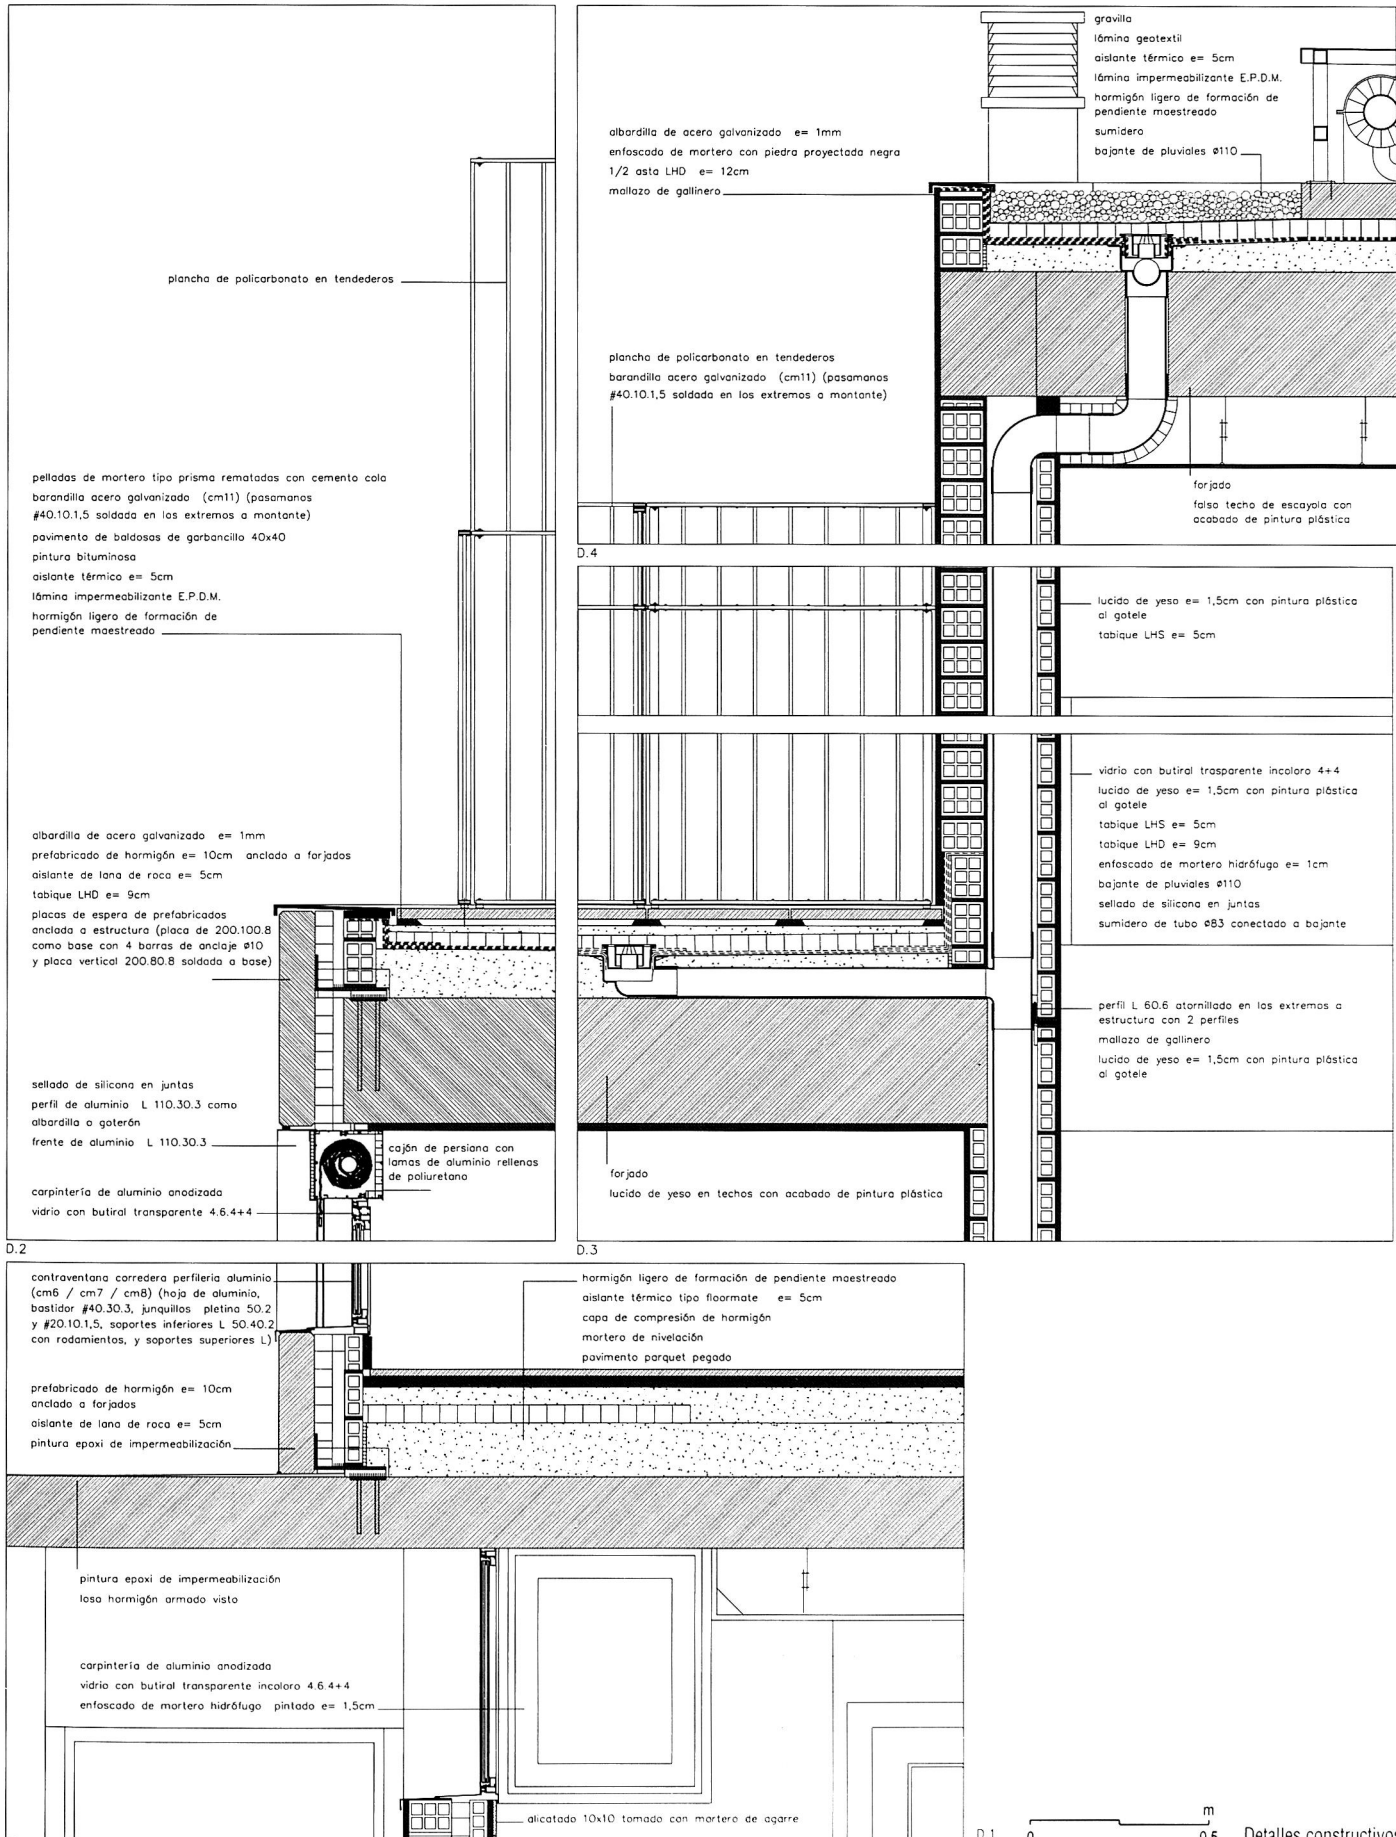 plancha de policarbonato en tendederos
pelladas de mortero tipo prisma rematadas con cemento cola
barandilla acero galvanizado (cm11) (pasamanos
#40.10.1,5 soldada en los extremos a montante)
pavimento de baldosas de garbancillo 40x40
pintura bituminosa
aislante térmico e= 5cm
lámina impermeabilizante E.P.D.M.
hormigón ligero de formación de
pendiente maestreado
albardilla de acero galvanizado e= 1mm
prefabricado de hormigón e= 10cm anclado a forjados
aislante de lana de roca e= 5cm
tabique LHD e= 9cm
placas de espera de prefabricados
anclada a estructura (placa de 200.100.8
como base con 4 barras de anclaje ø10
y placa vertical 200.80.8 soldada a base)
sellado de silicona en juntas
perfil de aluminio L 110.30.3 como
albardilla o goterón
frente de aluminio L 110.30.3
carpintería de aluminio anodizada
vidrio con butiral transparente 4.6.4+4
cajón de persiana con
lamas de aluminio rellenas
de poliuretano
D.2
gravilla
lámina geotextil
aislante térmico e= 5cm
lámina impermeabilizante E.P.D.M.
hormigón ligero de formación de
pendiente maestreado
sumidero
bajante de pluviales ø110
albardilla de acero galvanizado e= 1mm
enfoscado de mortero con piedra proyectada negra
1/2 asta LHD e= 12cm
mallazo de gallinero
plancha de policarbonato en tendederos
barandilla acero galvanizado (cm11) (pasamanos
#40.10.1,5 soldada en los extremos a montante)
forjado
falso techo de escayola con
acabado de pintura plástica
D.4
lucido de yeso e= 1,5cm con pintura plástica
al gotele
tabique LHS e= 5cm
vidrio con butiral trasparente incoloro 4+4
lucido de yeso e= 1,5cm con pintura plástica
al gotele
tabique LHS e= 5cm
tabique LHD e= 9cm
enfoscado de mortero hidrófugo e= 1cm
bajante de pluviales ø110
sellado de silicona en juntas
sumidero de tubo ø83 conectado a bajante
perfil L 60.6 atornillado en los extremos a
estructura con 2 perfiles
mallazo de gallinero
lucido de yeso e= 1,5cm con pintura plástica
al gotele
forjado
lucido de yeso en techos con acabado de pintura plástica
D.3
contraventana corredera perfileria aluminio
(cm6 / cm7 / cm8) (hoja de aluminio,
bastidor #40.30.3, junquillos pletina 50.2
y #20.10.1,5, soportes inferiores L 50.40.2
con rodamientos, y soportes superiores L)
prefabricado de hormigón e= 10cm
anclado a forjados
aislante de lana de roca e= 5cm
pintura epoxi de impermeabilización
hormigón ligero de formación de pendiente maestreado
aislante térmico tipo floormate e= 5cm
capa de compresión de hormigón
mortero de nivelación
pavimento parquet pegado
pintura epoxi de impermeabilización
losa hormigón armado visto
carpintería de aluminio anodizada
vidrio con butiral transparente incoloro 4.6.4+4
enfoscado de mortero hidrófugo pintado e= 1,5cm
alicatado 10x10 tomado con mortero de agarre
D.1
m
0 0,5
Detalles constructivos